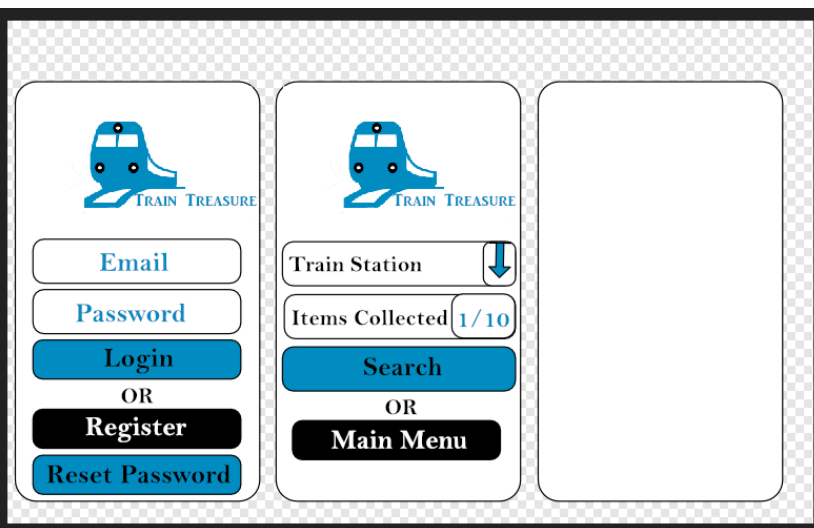 TRAIN TREASURE
Email
Password
Login
OR
Register
Reset Password
TRAIN TREASURE
Train Station
Items Collected 1/10
Search
OR
Main Menu